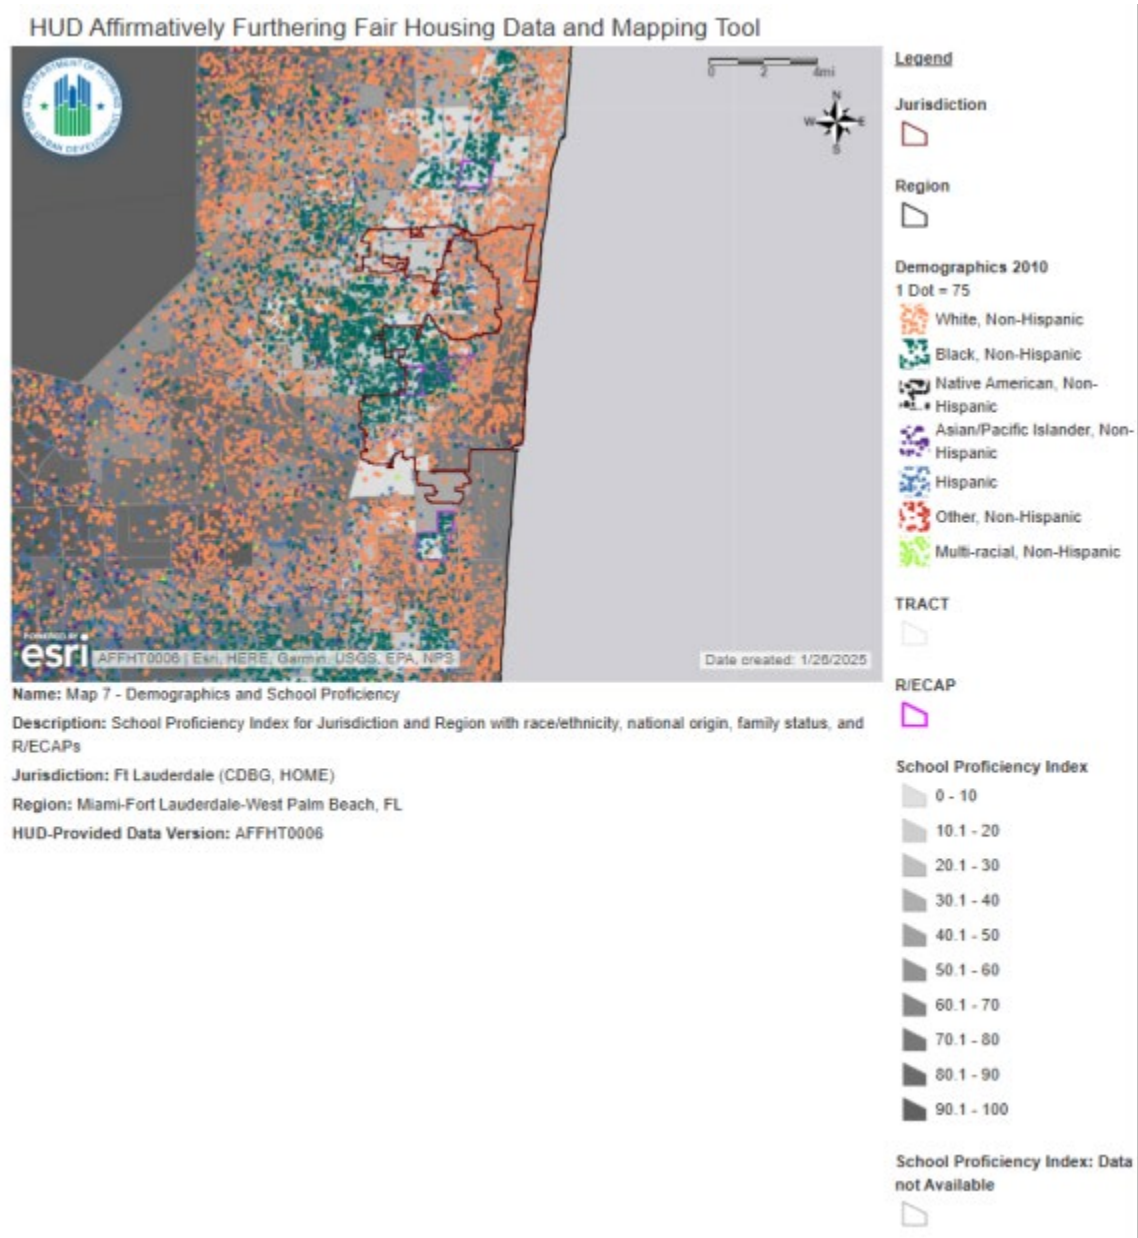 HUD Affirmatively Furthering Fair Housing Data and Mapping Tool
0 2 4mi
N
W E
S
POWERED BY
esri
AFFHT0006 | Esri, HERE, Garmin, USGS, EPA, NPS
Date created: 1/26/2025
Name: Map 7 - Demographics and School Proficiency
Description: School Proficiency Index for Jurisdiction and Region with race/ethnicity, national origin, family status, and
R/ECAPs
Jurisdiction: Ft Lauderdale (CDBG, HOME)
Region: Miami-Fort Lauderdale-West Palm Beach, FL
HUD-Provided Data Version: AFFHT0006
Legend
Jurisdiction
Region
Demographics 2010
1 Dot = 75
White, Non-Hispanic
Black, Non-Hispanic
Native American, Non-
Hispanic
Asian/Pacific Islander, Non-
Hispanic
Hispanic
Other, Non-Hispanic
Multi-racial, Non-Hispanic
TRACT
R/ECAP
School Proficiency Index
0 - 10
10.1 - 20
20.1 - 30
30.1 - 40
40.1 - 50
50.1 - 60
60.1 - 70
70.1 - 80
80.1 - 90
90.1 - 100
School Proficiency Index: Data
not Available